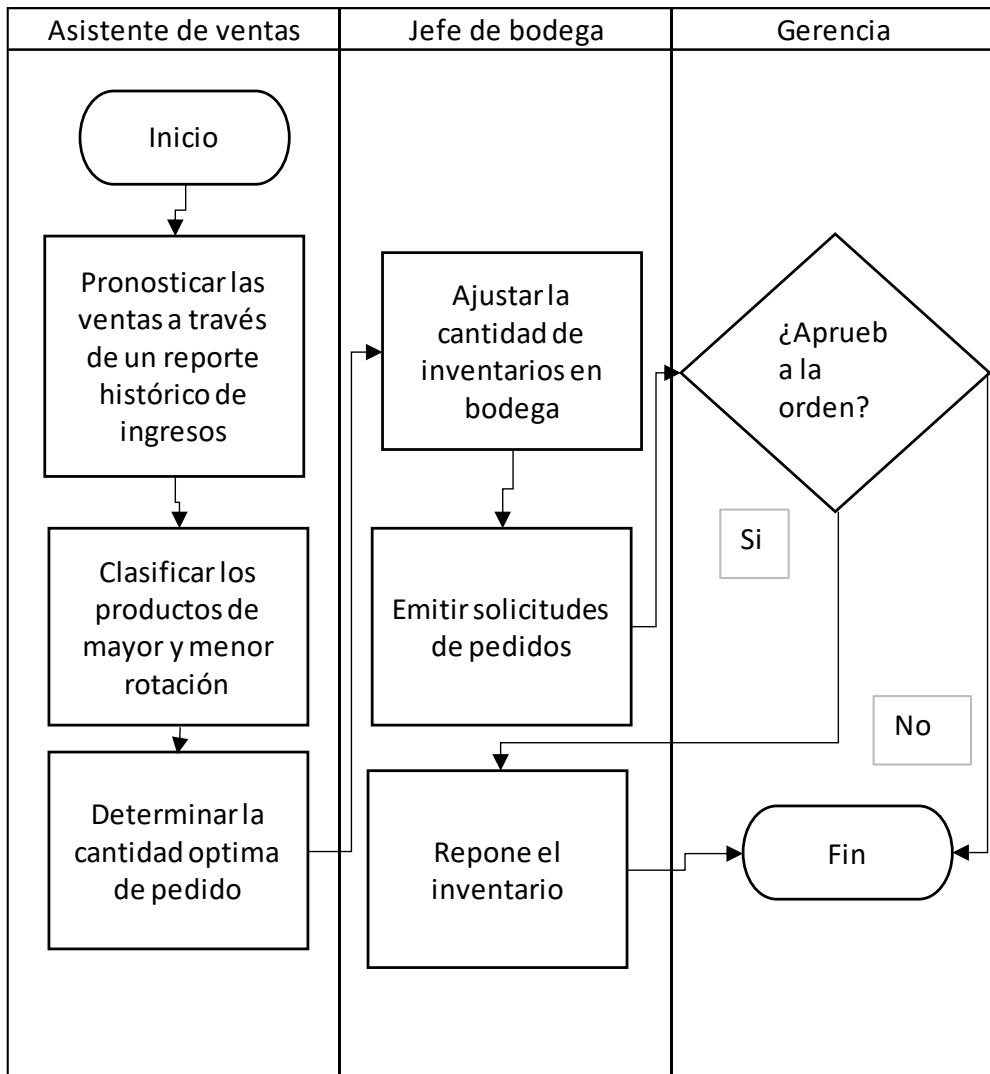 Asistente de ventas
Jefe de bodega
Gerencia
Inicio
Pronosticar las
ventas a través
de un reporte
histórico de
ingresos
Clasificar los
productos de
mayor y menor
rotación
Determinar la
cantidad optima
de pedido
Ajustar la
cantidad de
inventarios en
bodega
Emitir solicitudes
de pedidos
Repone el
inventario
¿Aprueb
a la
orden?
Si
No
Fin